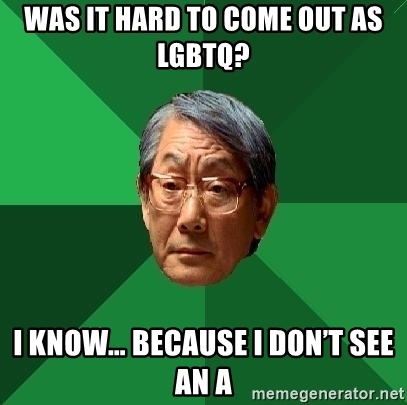 WAS IT HARD TO COME OUT AS
LGBTQ?
I KNOW... BECAUSE I DON'T SEE
AN A
memegenerator.net